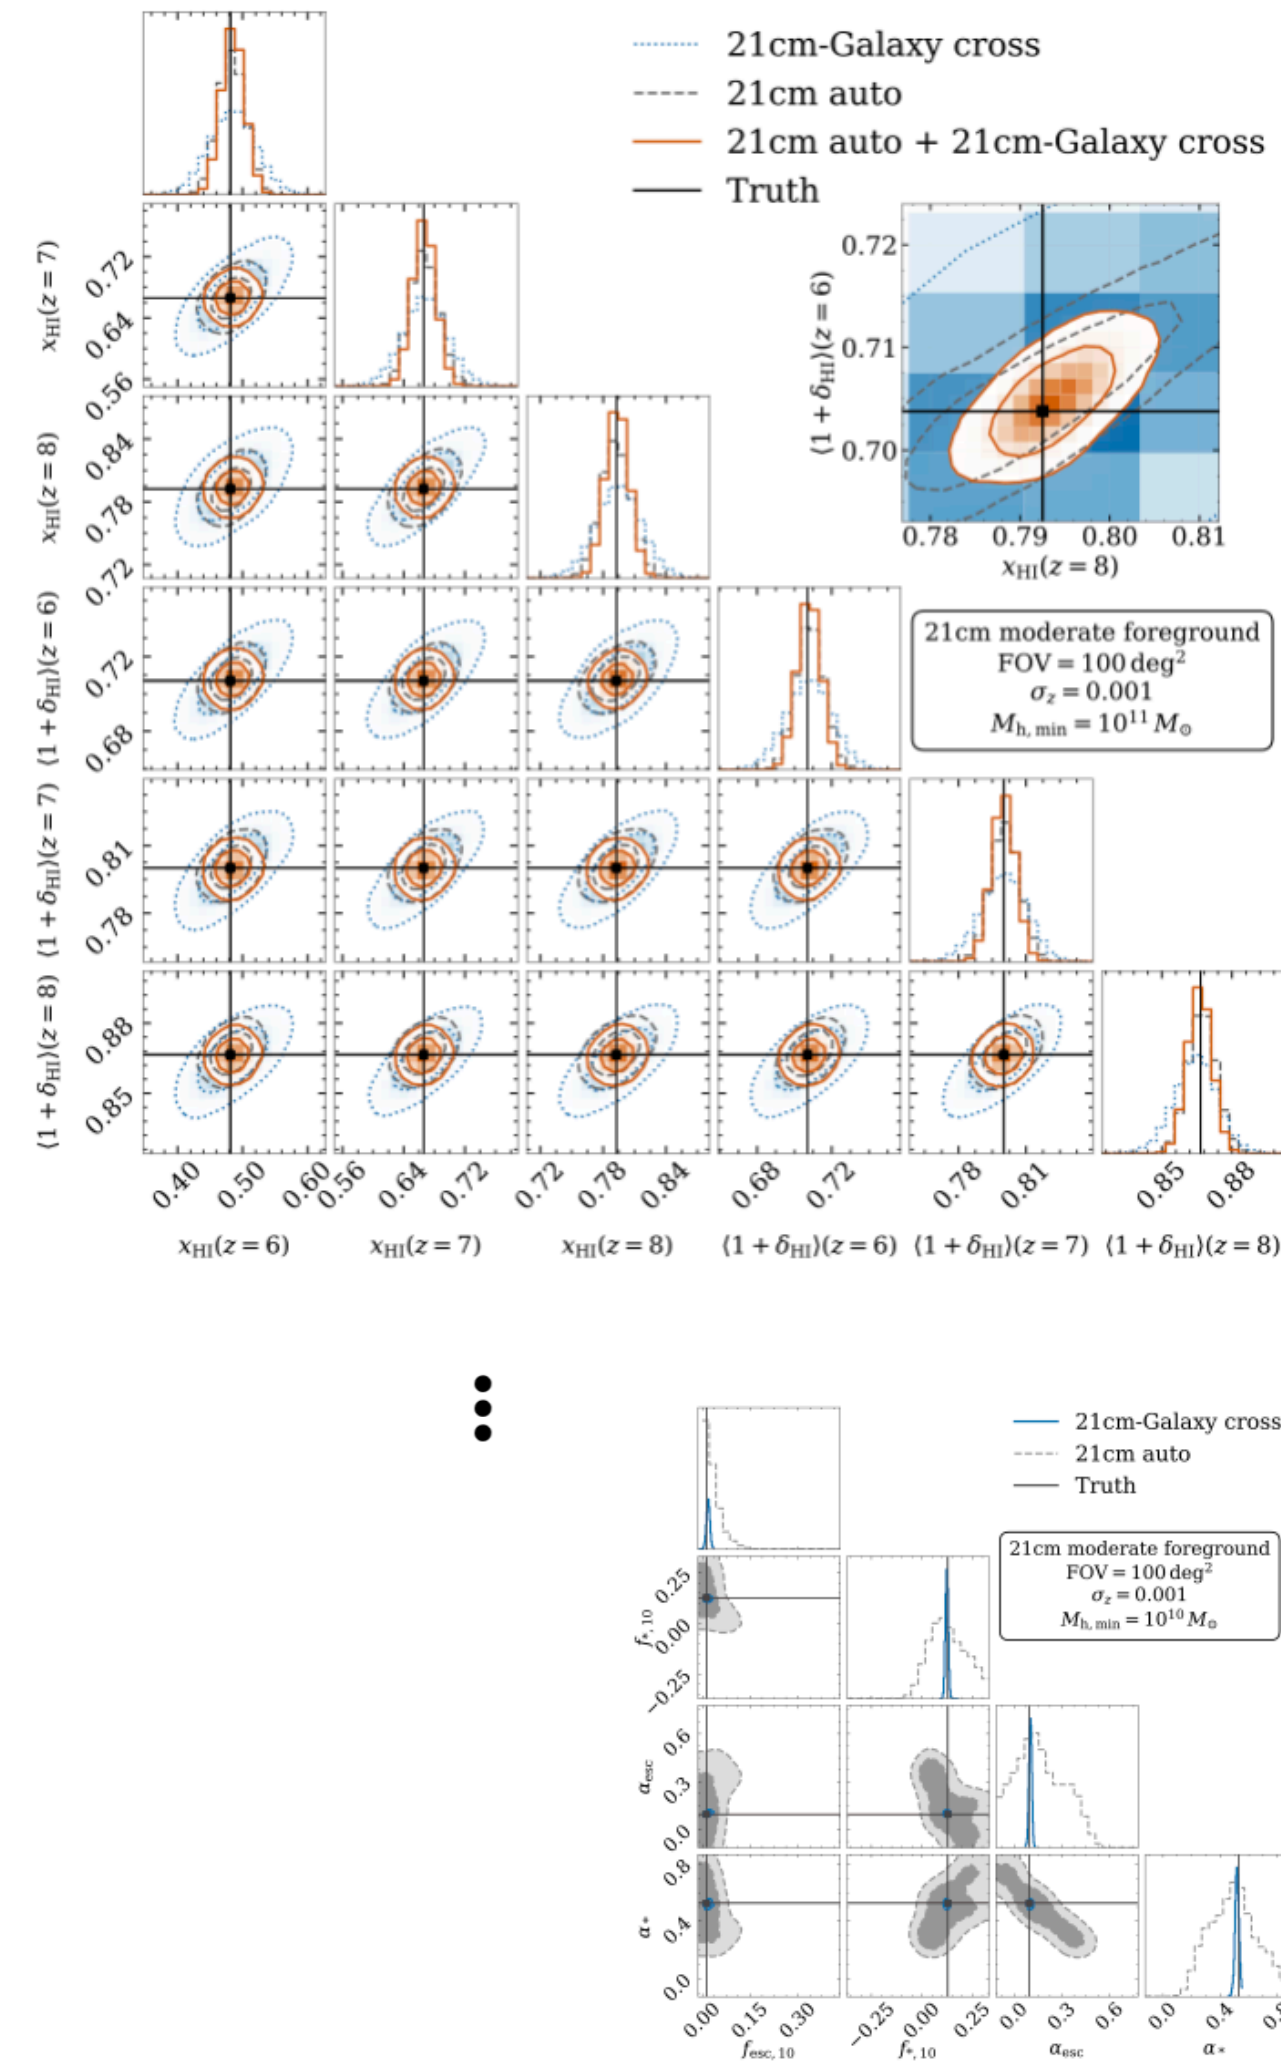 21cm-Galaxy cross
21cm auto
21cm auto + 21cm-Galaxy cross
Truth
x_HI(z = 7)
0.72
0.64
0.56
⟨1 + δ_HI⟩(z = 6)
0.72
0.71
0.70
0.78 0.79 0.80 0.81
x_HI(z = 8)
x_HI(z = 8)
0.84
0.78
0.72
⟨1 + δ_HI⟩(z = 6)
0.72
0.68
21cm moderate foreground
FOV = 100 deg²
σ_z = 0.001
M_h, min = 10¹¹ M_⊙
⟨1 + δ_HI⟩(z = 7)
0.81
0.78
⟨1 + δ_HI⟩(z = 8)
0.88
0.85
0.40 0.50 0.60 0.56 0.64 0.72 0.72 0.78 0.84 0.68 0.72 0.78 0.81 0.85 0.88
x_HI(z = 6) x_HI(z = 7) x_HI(z = 8) ⟨1 + δ_HI⟩(z = 6) ⟨1 + δ_HI⟩(z = 7) ⟨1 + δ_HI⟩(z = 8)
21cm-Galaxy cross
21cm auto
Truth
21cm moderate foreground
FOV = 100 deg²
σ_z = 0.001
M_h, min = 10¹⁰ M_⊙
f_*, 10
0.25
0.00
−0.25
α_esc
0.6
0.3
0.0
α_*
0.8
0.4
0.0
0.00 0.15 0.30 −0.25 0.00 0.25 0.0 0.3 0.6 0.0 0.4
f_esc, 10 f_*, 10 α_esc α_*